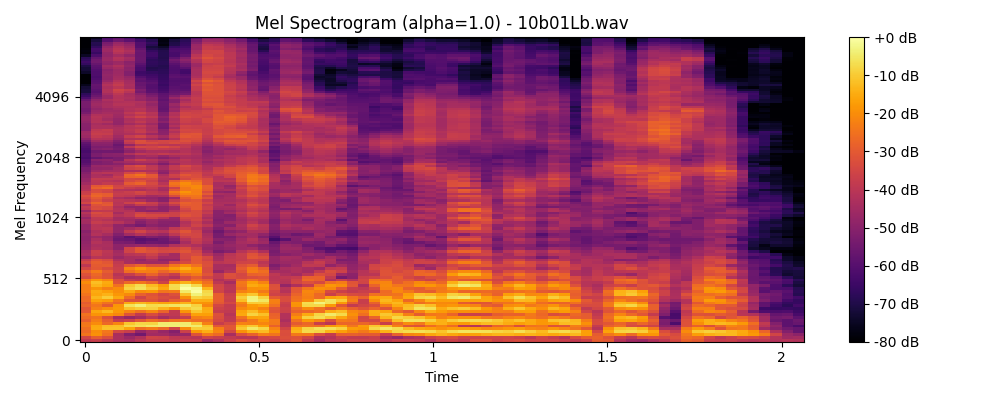 Mel Spectrogram (alpha=1.0) - 10b01Lb.wav
Mel Frequency
4096
2048
1024
512
0
0
0.5
1
1.5
2
Time
+0 dB
-10 dB
-20 dB
-30 dB
-40 dB
-50 dB
-60 dB
-70 dB
-80 dB